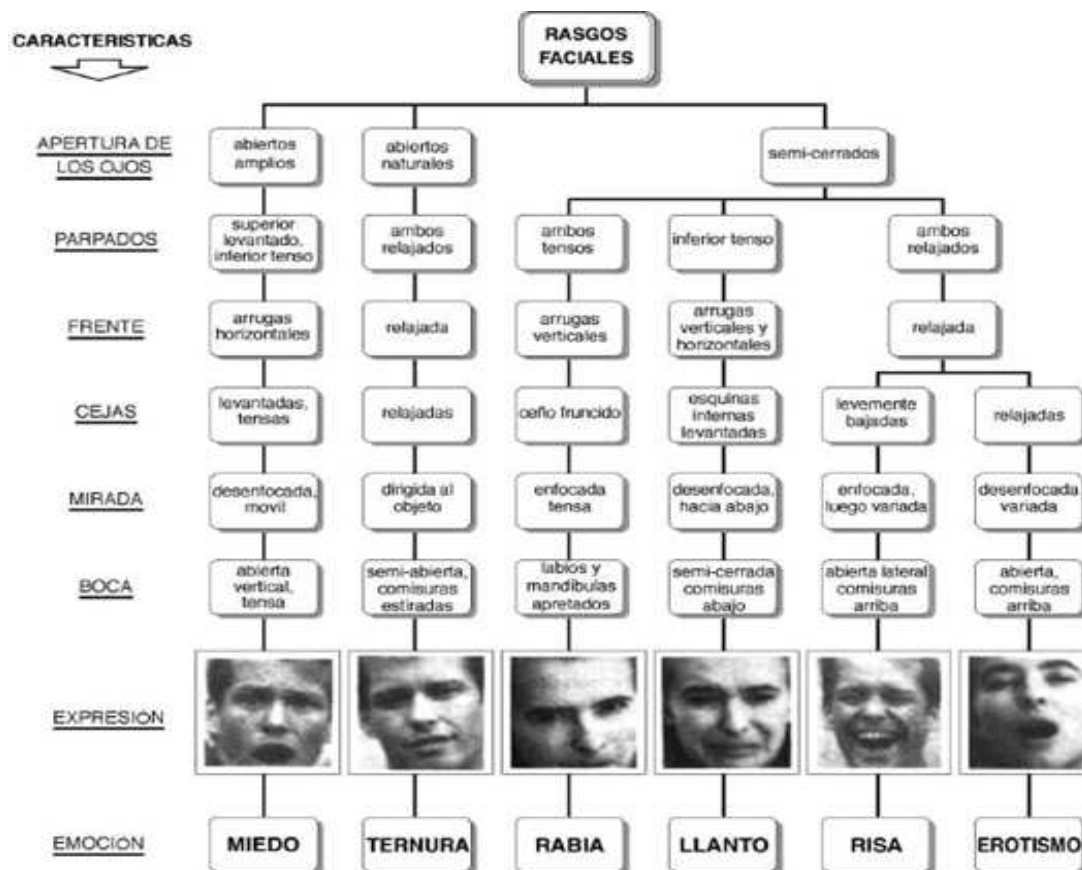 CARACTERISTICAS
RASGOS
FACIALES
APERTURA DE
LOS OJOS
abiertos
amplios
abiertos
naturales
semi-cerrados
PARPADOS
superior
levantado,
inferior tenso
ambos
relajados
ambos
tensos
inferior tenso
ambos
relajados
FRENTE
arrugas
horizontales
relajada
arrugas
verticales
arrugas
verticales y
horizontales
relajada
CEJAS
levantadas,
tensas
relajadas
ceño fruncido
esquinas
internas
levantadas
levemente
bajadas
relajadas
MIRADA
desenfocada,
movil
dirigida al
objeto
enfocada
tensa
desenfocada,
hacia abajo
enfocada,
luego variada
desenfocada
variada
BOCA
abierta
vertical,
tensa
semi-abierta,
comisuras
estiradas
labios y
mandibulas
apretados
semi-cerrada
comisuras
abajo
abierta lateral
comisuras
arriba
abierta,
comisuras
arriba
EXPRESION
EMOCION
MIEDO
TERNURA
RABIA
LLANTO
RISA
EROTISMO